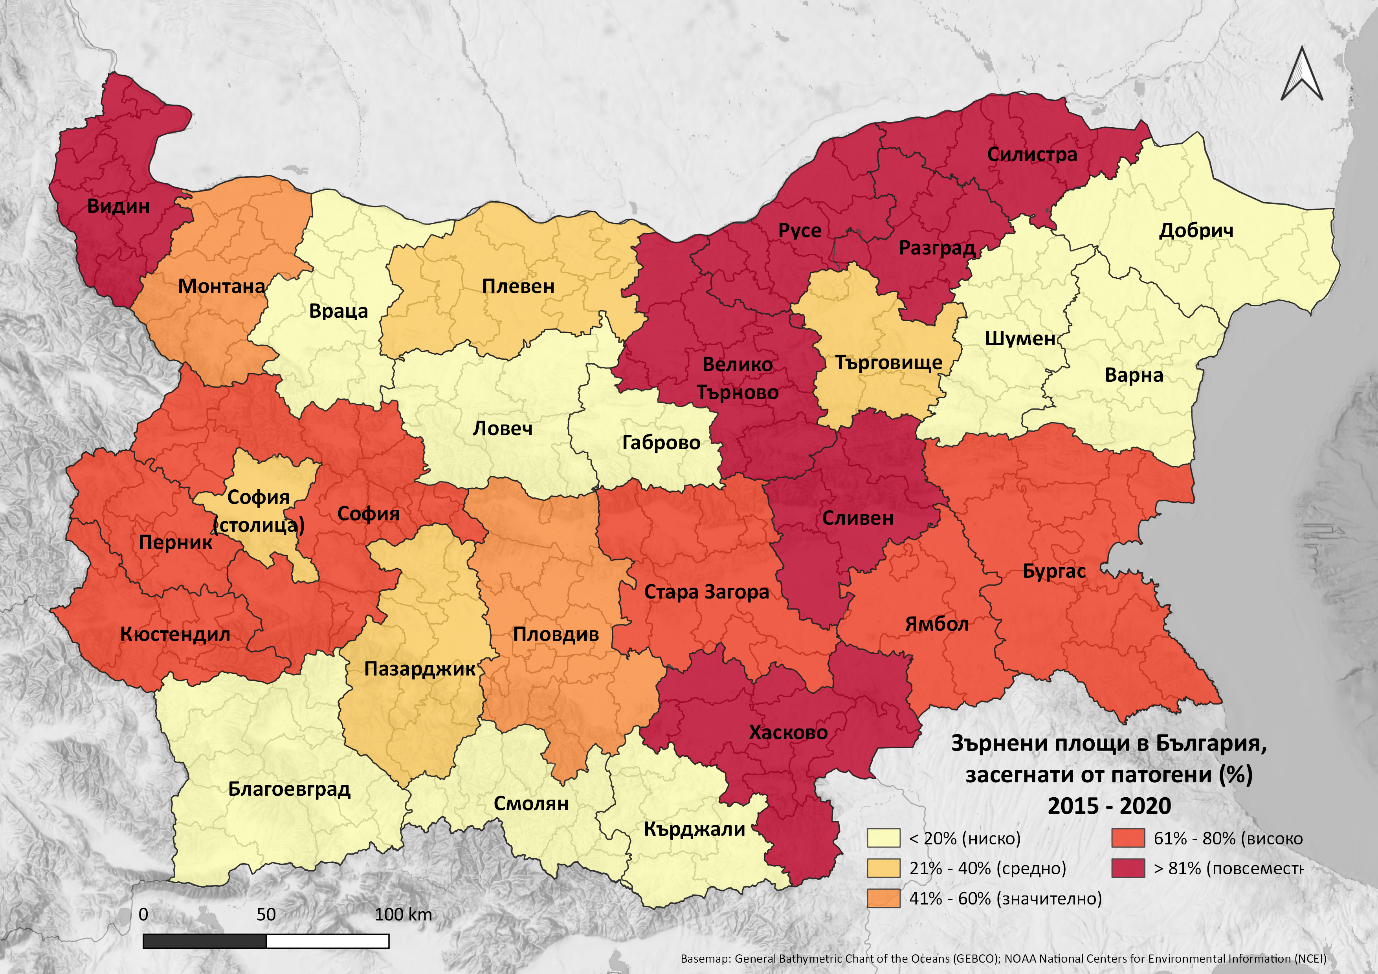 Силистра
Видин
Русе
Добрич
Разград
Монтана
Плевен
Враца
Шумен
Велико
Търново
Търговище
Варна
Ловеч
Габрово
София
(столица)
София
Перник
Сливен
Бургас
Стара Загора
Кюстендил
Пловдив
Ямбол
Пазарджик
Хасково
Благоевград
Смолян
Кърджали
Зърнени площи в България,
засегнати от патогени (%)
2015 - 2020
< 20% (ниско)
21% - 40% (средно)
41% - 60% (значително)
61% - 80% (високо
> 81% (повсемест
0 50 100 km
Basemap: General Bathymetric Chart of the Oceans (GEBCO); NOAA National Centers for Environmental Information (NCEI)